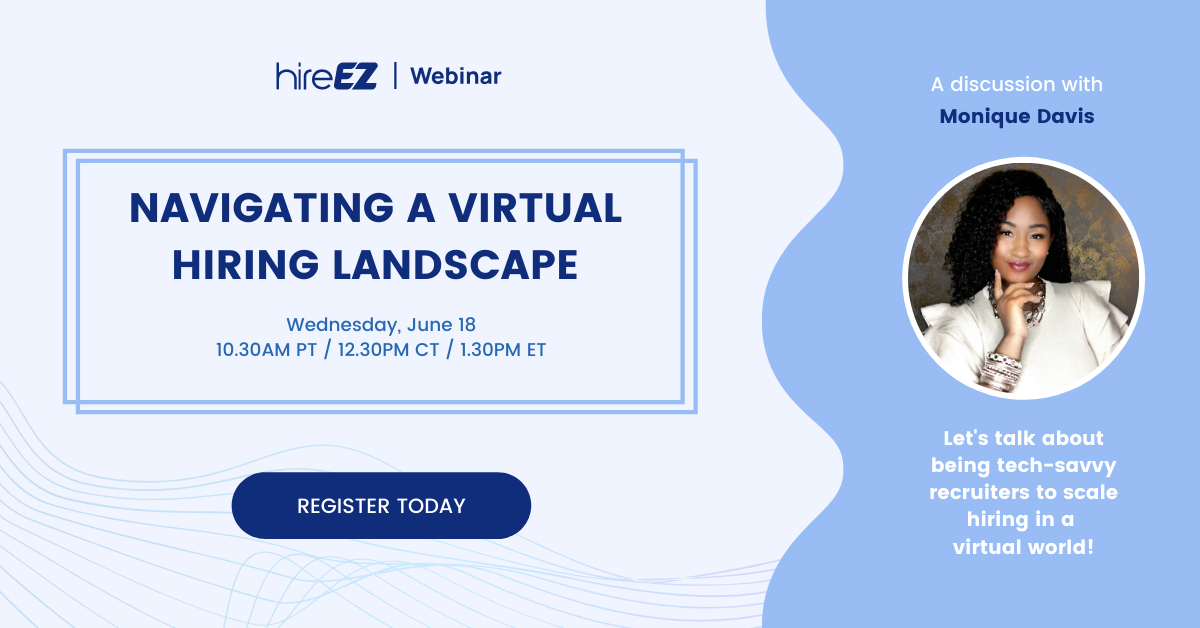 hireEZ | Webinar
NAVIGATING A VIRTUAL
HIRING LANDSCAPE
Wednesday, June 18
10.30AM PT / 12.30PM CT / 1.30PM ET
REGISTER TODAY
A discussion with
Monique Davis
Let's talk about
being tech-savvy
recruiters to scale
hiring in a
virtual world!